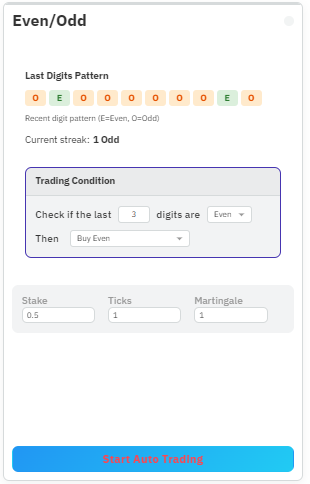 Even/Odd
Last Digits Pattern
O E O O O O O O E O
Recent digit pattern (E=Even, O=Odd)
Current streak: 1 Odd
Trading Condition
Check if the last 3 digits are Even
Then Buy Even
Stake Ticks Martingale
0.5 1 1
Start Auto Trading